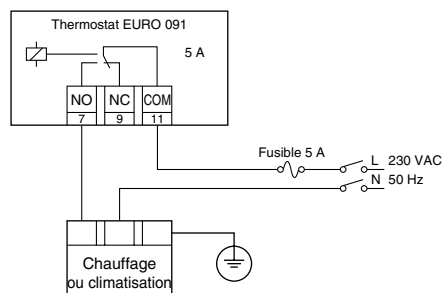 Thermostat EURO 091
5 A
NO NC COM
7 9 11
Fusible 5 A
L 230 VAC
N 50 Hz
Chauffage
ou climatisation